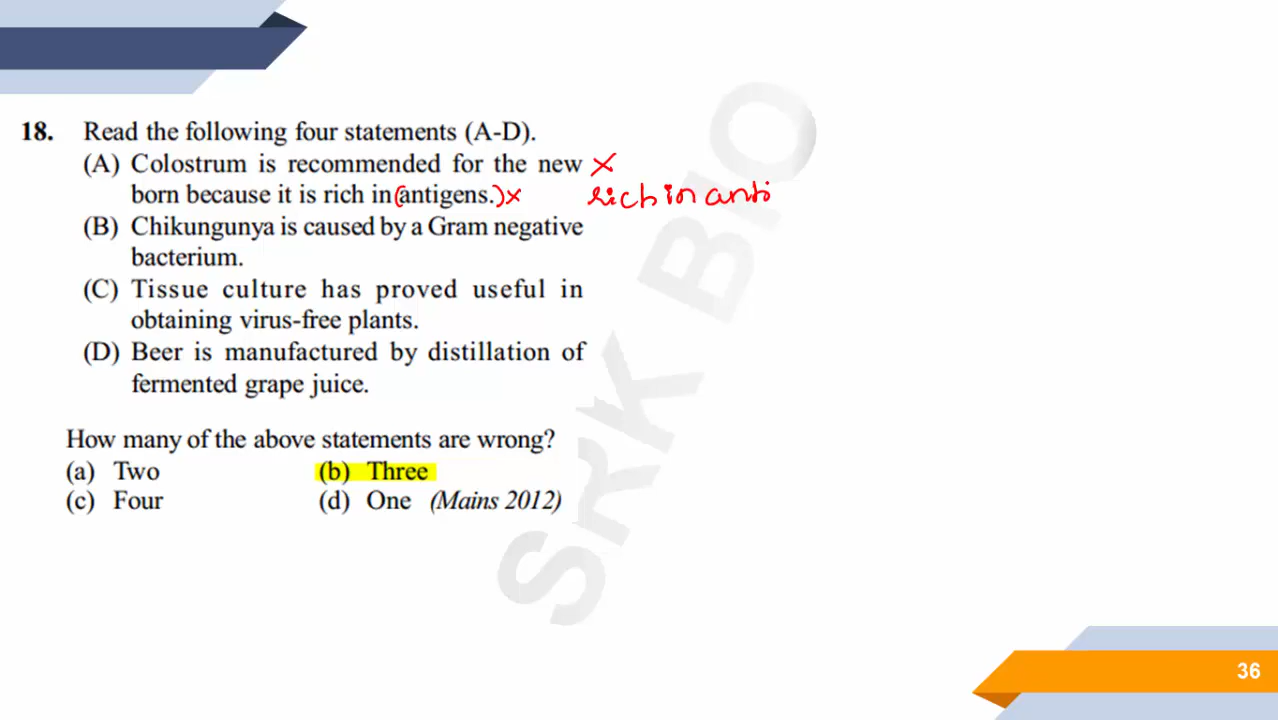 18. Read the following four statements (A-D).
(A) Colostrum is recommended for the new ×
born because it is rich in (antigens.) × rich in anti
(B) Chikungunya is caused by a Gram negative
bacterium.
(C) Tissue culture has proved useful in
obtaining virus-free plants.
(D) Beer is manufactured by distillation of
fermented grape juice.
How many of the above statements are wrong?
(a) Two (b) Three
(c) Four (d) One (Mains 2012)
SRK BIO
36